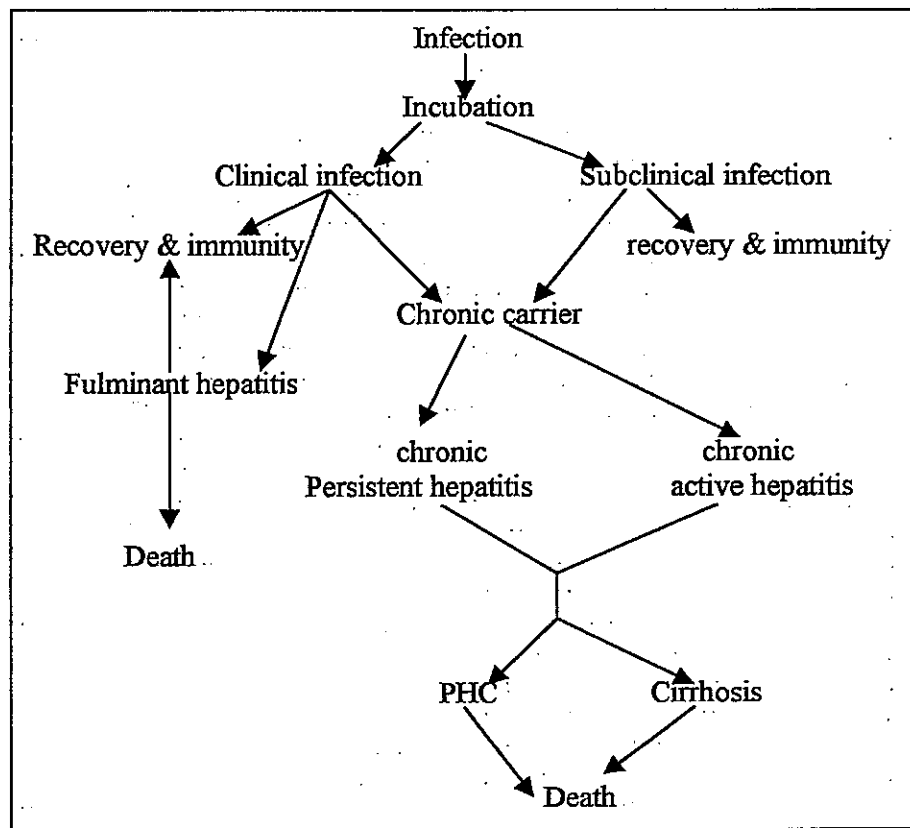 Infection
Incubation
Clinical infection
Subclinical infection
Recovery & immunity
recovery & immunity
Chronic carrier
Fulminant hepatitis
chronic
Persistent hepatitis
chronic
active hepatitis
Death
PHC
Cirrhosis
Death